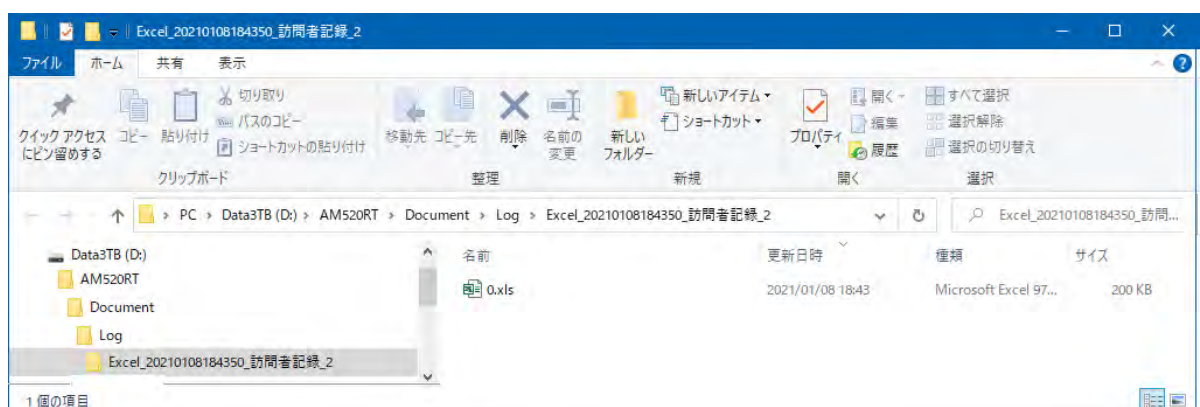 Excel_20210108184350_訪問者記録_2
ファイル ホーム 共有 表示
クイック アクセス
にピン留めする
コピー
貼り付け
切り取り
パスのコピー
ショートカットの貼り付け
クリップボード
移動先
コピー先
削除
名前の
変更
整理
新しい
フォルダー
新しいアイテム
ショートカット
新規
プロパティ
開く
編集
履歴
開く
すべて選択
選択解除
選択の切り替え
選択
PC › Data3TB (D:) › AM520RT › Document › Log › Excel_20210108184350_訪問者記録_2
Excel_20210108184350_訪問...
Data3TB (D:)
AM520RT
Document
Log
Excel_20210108184350_訪問者記録_2
名前 更新日時 種類 サイズ
0.xls 2021/01/08 18:43 Microsoft Excel 97... 200 KB
1 個の項目